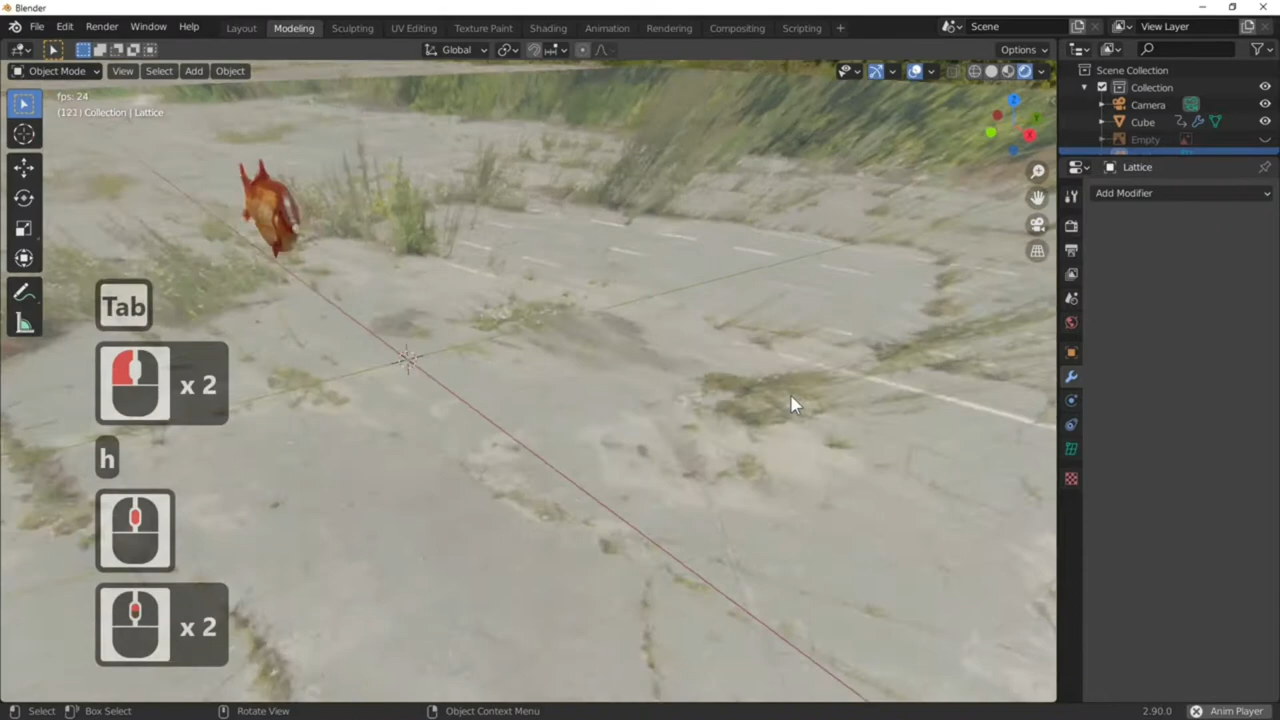 Blender
File Edit Render Window Help Layout Modeling Sculpting UV Editing Texture Paint Shading Animation Rendering Compositing Scripting + Scene View Layer
Global Options
Object Mode View Select Add Object
fps: 24
(121) Collection | Lattice
Scene Collection
Collection
Camera
Cube
Empty
Lattice
Add Modifier
Z
Y
X
Tab
x 2
h
x 2
Select Box Select Rotate View Object Context Menu 2.90.0 Anim Player